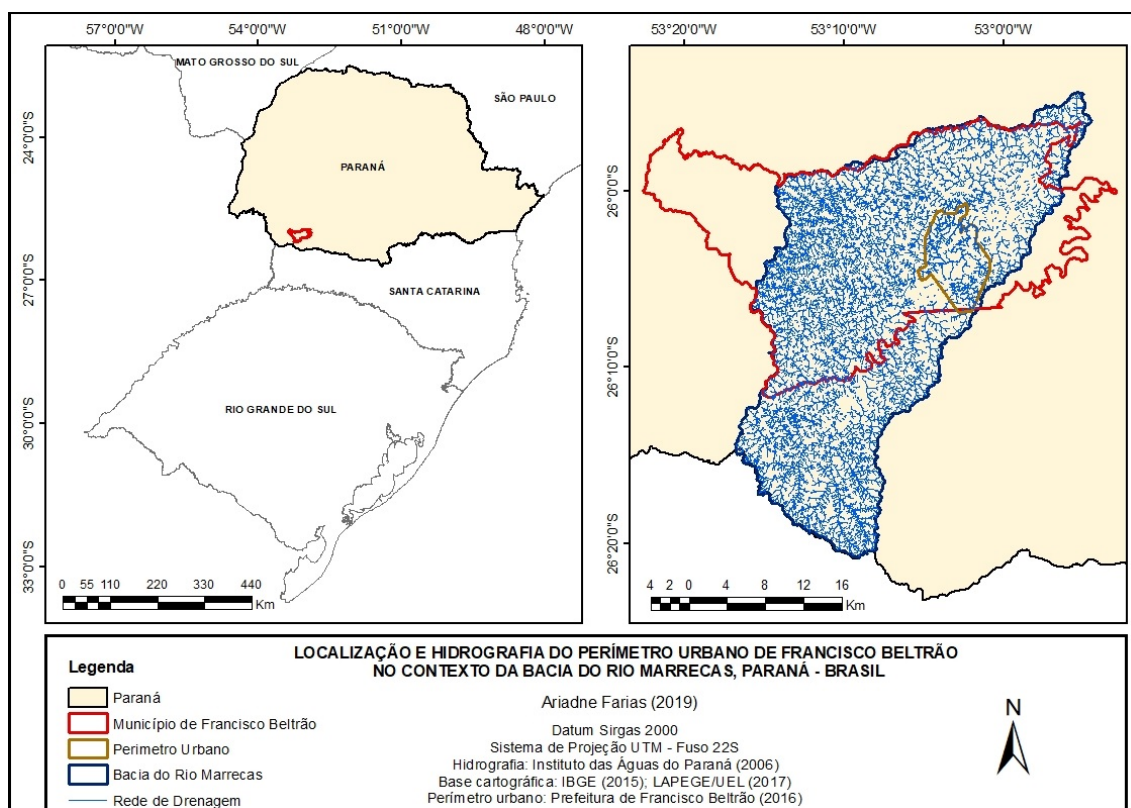 57°0'0"O 54°0'0"O 51°0'0"O 48°0'0"O
MATO GROSSO DO SUL
SÃO PAULO
24°0'0"S
PARANÁ
27°0'0"S
SANTA CATARINA
30°0'0"S
RIO GRANDE DO SUL
33°0'0"S
0 55 110 220 330 440
Km
53°20'0"O 53°10'0"O 53°0'0"O
26°0'0"S
26°10'0"S
26°20'0"S
4 2 0 4 8 12 16
Km
LOCALIZAÇÃO E HIDROGRAFIA DO PERÍMETRO URBANO DE FRANCISCO BELTRÃO
NO CONTEXTO DA BACIA DO RIO MARRECAS, PARANÁ - BRASIL
Legenda
Paraná
Município de Francisco Beltrão
Perimetro Urbano
Bacia do Rio Marrecas
Rede de Drenagem
Ariadne Farias (2019)
Datum Sirgas 2000
Sistema de Projeção UTM - Fuso 22S
Hidrografia: Instituto das Águas do Paraná (2006)
Base cartográfica: IBGE (2015); LAPEGE/UEL (2017)
Perímetro urbano: Prefeitura de Francisco Beltrão (2016)
N